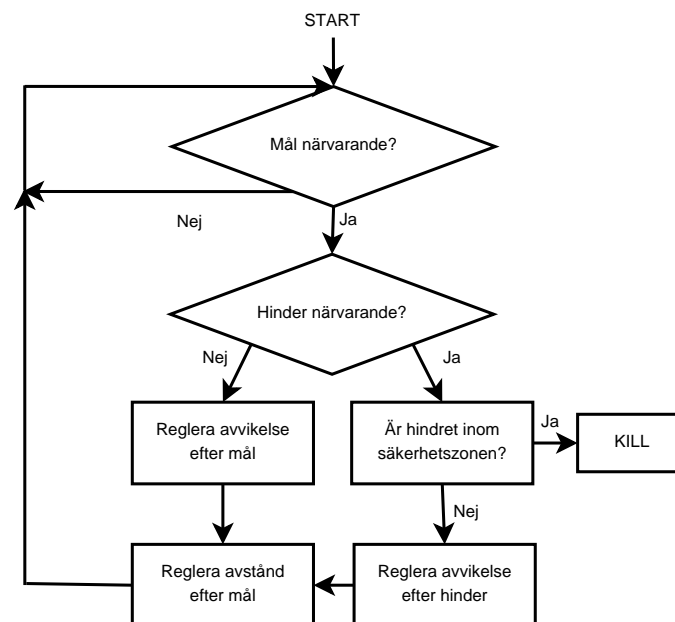 START
Mål närvarande?
Nej
Ja
Hinder närvarande?
Nej
Ja
Reglera avvikelse
efter mål
Är hindret inom
säkerhetszonen?
Ja
KILL
Nej
Reglera avstånd
efter mål
Reglera avvikelse
efter hinder